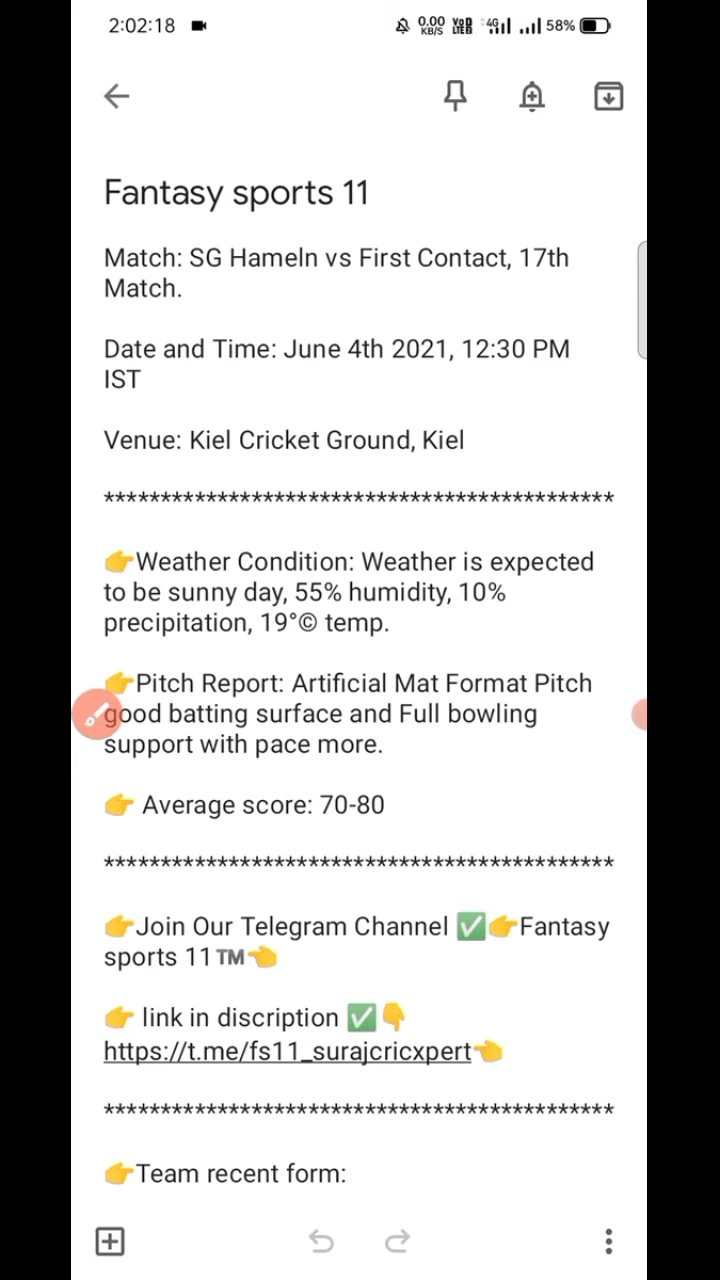 2:02:18 0.00 KB/S VoD LTE2 4G 58%
Fantasy sports 11
Match: SG Hameln vs First Contact, 17th
Match.
Date and Time: June 4th 2021, 12:30 PM
IST
Venue: Kiel Cricket Ground, Kiel
*********************************************
👉Weather Condition: Weather is expected
to be sunny day, 55% humidity, 10%
precipitation, 19°© temp.
👉Pitch Report: Artificial Mat Format Pitch
good batting surface and Full bowling
support with pace more.
👉 Average score: 70-80
*********************************************
👉Join Our Telegram Channel ✅👉Fantasy
sports 11™️👈
👉 link in discription ✅👇
https://t.me/fs11_surajcricxpert👈
*********************************************
👉Team recent form: